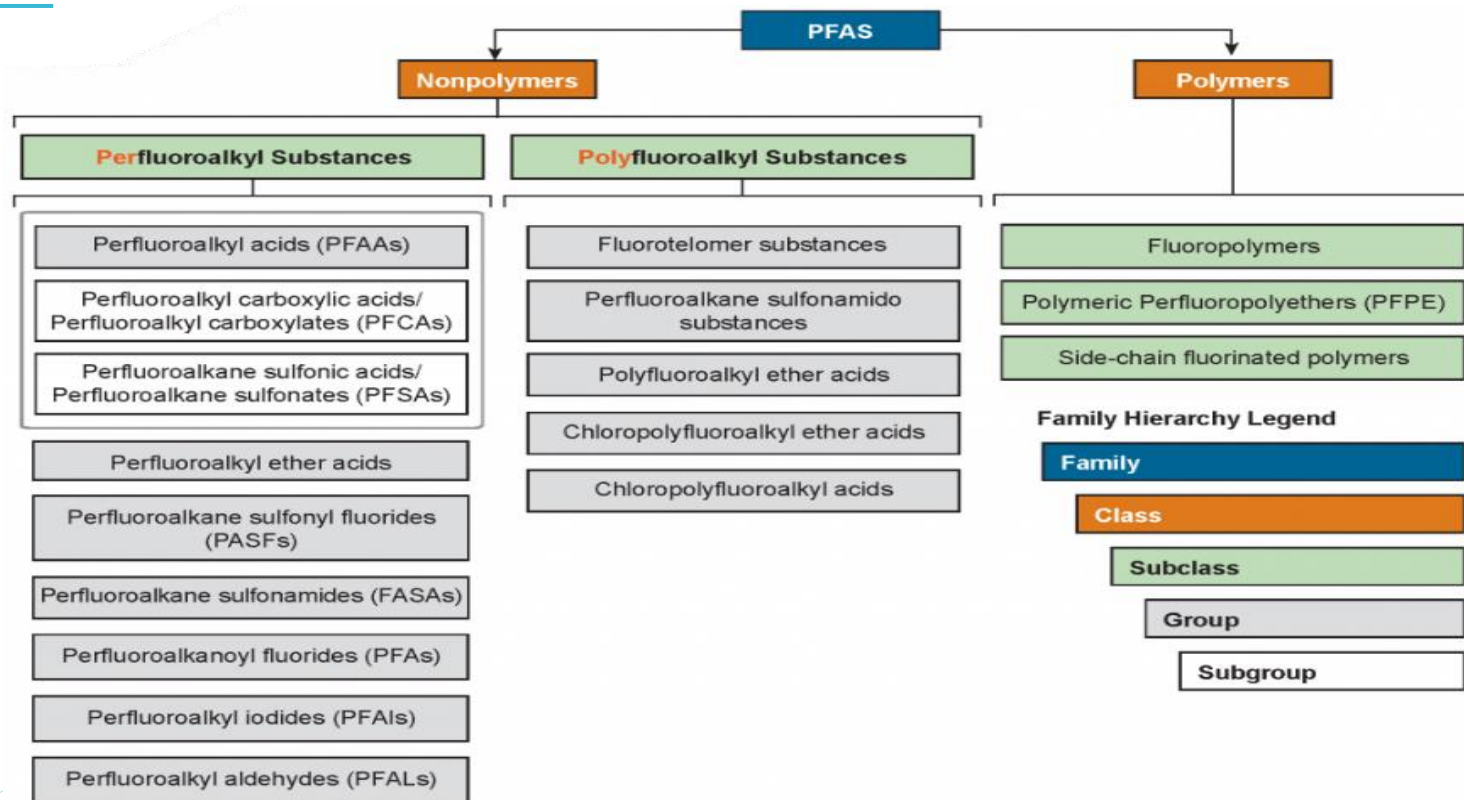 PFAS
Nonpolymers
Polymers
Perfluoroalkyl Substances
Polyfluoroalkyl Substances
Perfluoroalkyl acids (PFAAs)
Perfluoroalkyl carboxylic acids/
Perfluoroalkyl carboxylates (PFCAs)
Perfluoroalkane sulfonic acids/
Perfluoroalkane sulfonates (PFSAs)
Perfluoroalkyl ether acids
Perfluoroalkane sulfonyl fluorides
(PASFs)
Perfluoroalkane sulfonamides (FASAs)
Perfluoroalkanoyl fluorides (PFAs)
Perfluoroalkyl iodides (PFAIs)
Perfluoroalkyl aldehydes (PFALs)
Fluorotelomer substances
Perfluoroalkane sulfonamido
substances
Polyfluoroalkyl ether acids
Chloropolyfluoroalkyl ether acids
Chloropolyfluoroalkyl acids
Fluoropolymers
Polymeric Perfluoropolyethers (PFPE)
Side-chain fluorinated polymers
Family Hierarchy Legend
Family
Class
Subclass
Group
Subgroup